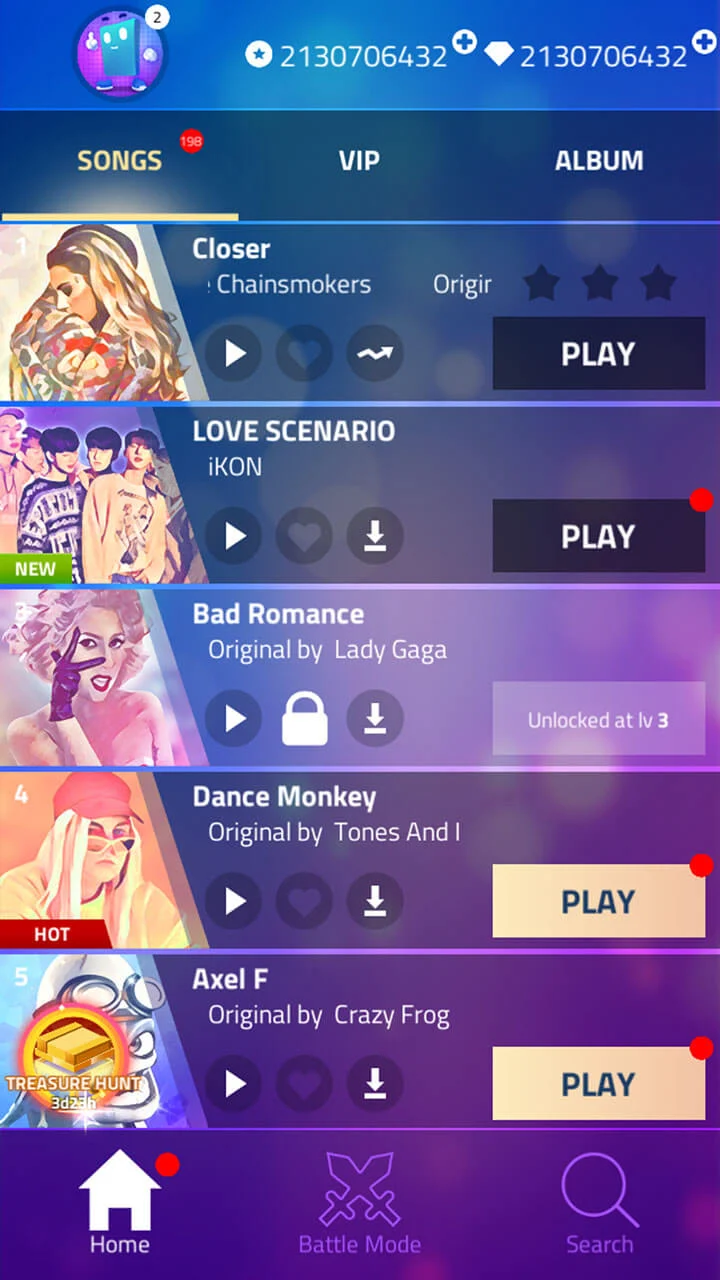 2
2130706432
2130706432
SONGS
198
VIP
ALBUM
1
Closer
Chainsmokers
Origir
PLAY
2
LOVE SCENARIO
iKON
NEW
PLAY
3
Bad Romance
Original by Lady Gaga
Unlocked at lv 3
4
Dance Monkey
Original by Tones And I
HOT
PLAY
5
Axel F
Original by Crazy Frog
TREASURE HUNT
3d23h
PLAY
Home
Battle Mode
Search